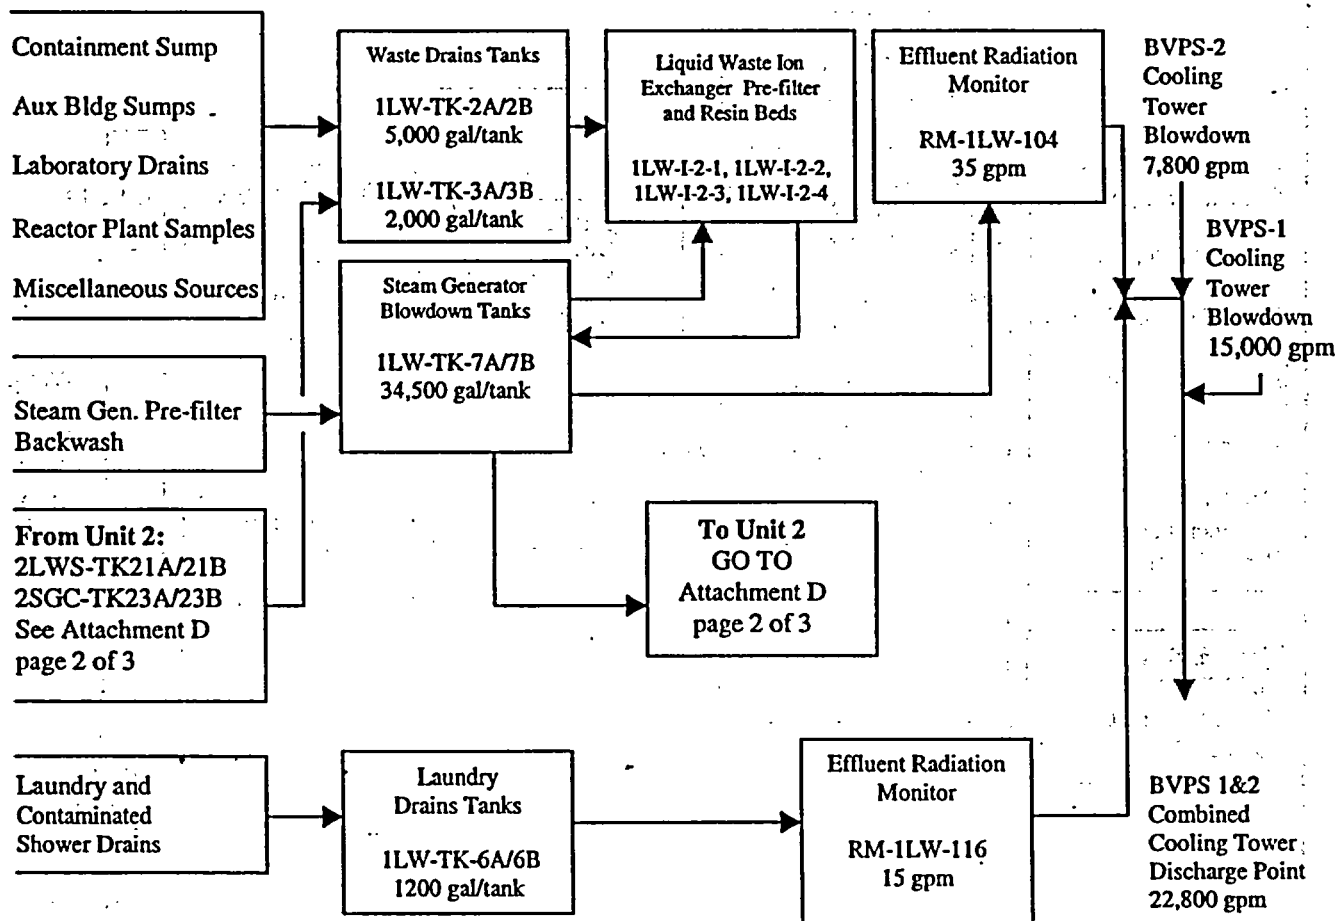 Containment Sump
Aux Bldg Sumps
Laboratory Drains
Reactor Plant Samples
Miscellaneous Sources
Waste Drains Tanks
1LW-TK-2A/2B
5,000 gal/tank
1LW-TK-3A/3B
2,000 gal/tank
Liquid Waste Ion
Exchanger Pre-filter
and Resin Beds
1LW-I-2-1, 1LW-I-2-2,
1LW-I-2-3, 1LW-I-2-4
Effluent Radiation
Monitor
RM-1LW-104
35 gpm
BVPS-2
Cooling
Tower
Blowdown
7,800 gpm
BVPS-1
Cooling
Tower
Blowdown
15,000 gpm
Steam Generator
Blowdown Tanks
1LW-TK-7A/7B
34,500 gal/tank
Steam Gen. Pre-filter
Backwash
From Unit 2:
2LWS-TK21A/21B
2SGC-TK23A/23B
See Attachment D
page 2 of 3
To Unit 2
GO TO
Attachment D
page 2 of 3
Laundry and
Contaminated
Shower Drains
Laundry
Drains Tanks
1LW-TK-6A/6B
1200 gal/tank
Effluent Radiation
Monitor
RM-1LW-116
15 gpm
BVPS 1&2
Combined
Cooling Tower
Discharge Point
22,800 gpm